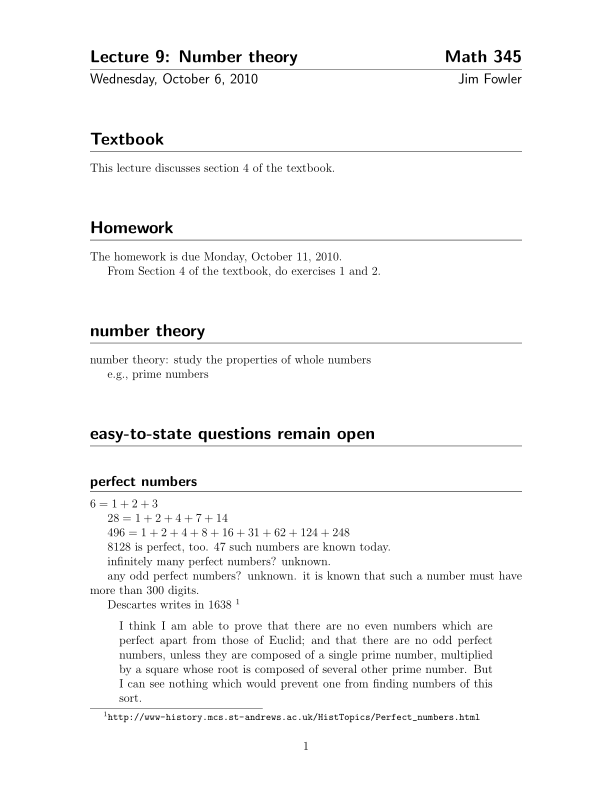 Lecture 9: Number theory Math 345
Wednesday, October 6, 2010 Jim Fowler
Textbook
This lecture discusses section 4 of the textbook.
Homework
The homework is due Monday, October 11, 2010.
From Section 4 of the textbook, do exercises 1 and 2.
number theory
number theory: study the properties of whole numbers
e.g., prime numbers
easy-to-state questions remain open
perfect numbers
6 = 1 + 2 + 3
28 = 1 + 2 + 4 + 7 + 14
496 = 1 + 2 + 4 + 8 + 16 + 31 + 62 + 124 + 248
8128 is perfect, too. 47 such numbers are known today.
infinitely many perfect numbers? unknown.
any odd perfect numbers? unknown. it is known that such a number must have
more than 300 digits.
Descartes writes in 1638 ¹
I think I am able to prove that there are no even numbers which are
perfect apart from those of Euclid; and that there are no odd perfect
numbers, unless they are composed of a single prime number, multiplied
by a square whose root is composed of several other prime number. But
I can see nothing which would prevent one from finding numbers of this
sort.
¹http://www-history.mcs.st-andrews.ac.uk/HistTopics/Perfect_numbers.html
1